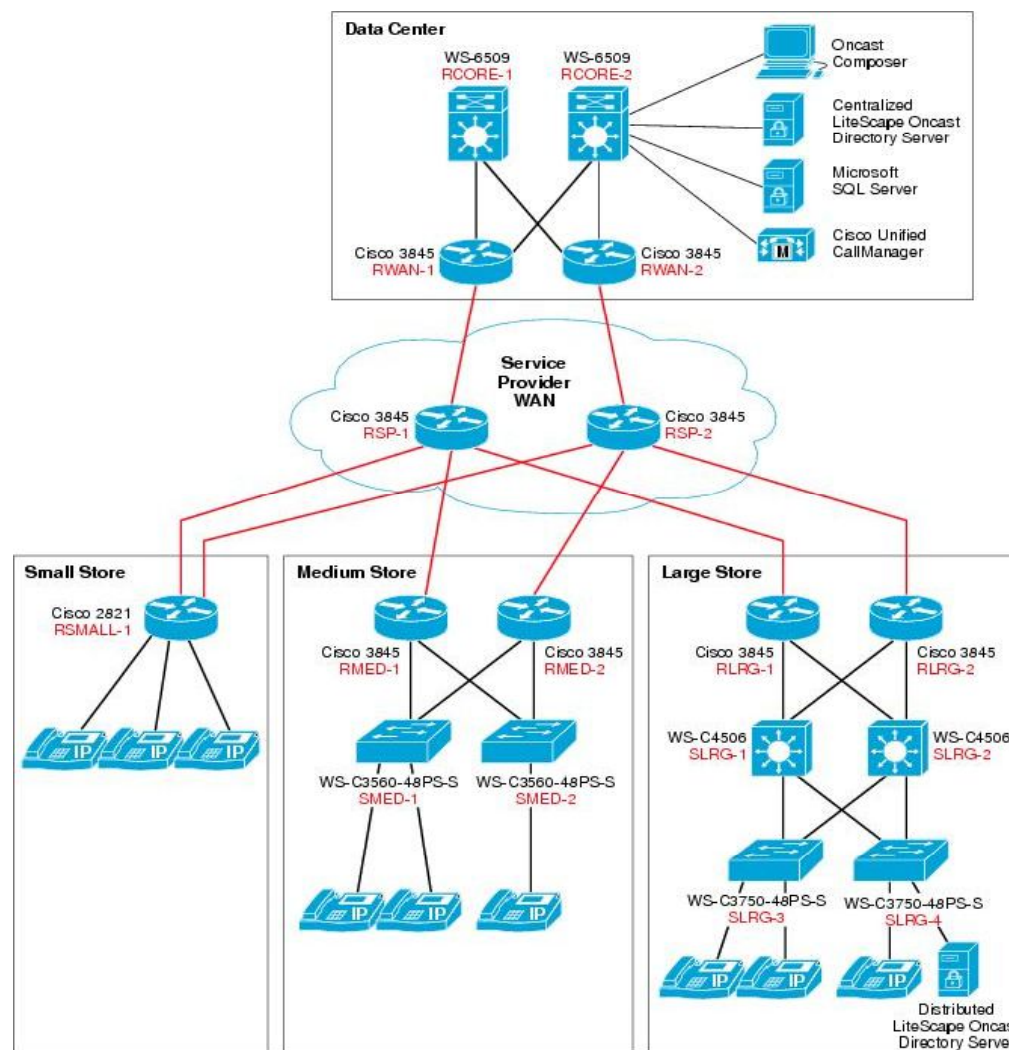 Data Center
WS-6509
RCORE-1
WS-6509
RCORE-2
Oncast
Composer
Centralized
LiteScape Oncast
Directory Server
Microsoft
SQL Server
Cisco Unified
CallManager
M
Cisco 3845
RWAN-1
Cisco 3845
RWAN-2
Service
Provider
WAN
Cisco 3845
RSP-1
Cisco 3845
RSP-2
Small Store
Cisco 2821
RSMALL-1
IP
IP
IP
Medium Store
Cisco 3845
RMED-1
Cisco 3845
RMED-2
WS-C3560-48PS-S
SMED-1
WS-C3560-48PS-S
SMED-2
IP
IP
IP
Large Store
Cisco 3845
RLRG-1
Cisco 3845
RLRG-2
WS-C4506
SLRG-1
WS-C4506
SLRG-2
WS-C3750-48PS-S
SLRG-3
WS-C3750-48PS-S
SLRG-4
IP
IP
IP
Distributed
LiteScape Oncast
Directory Server